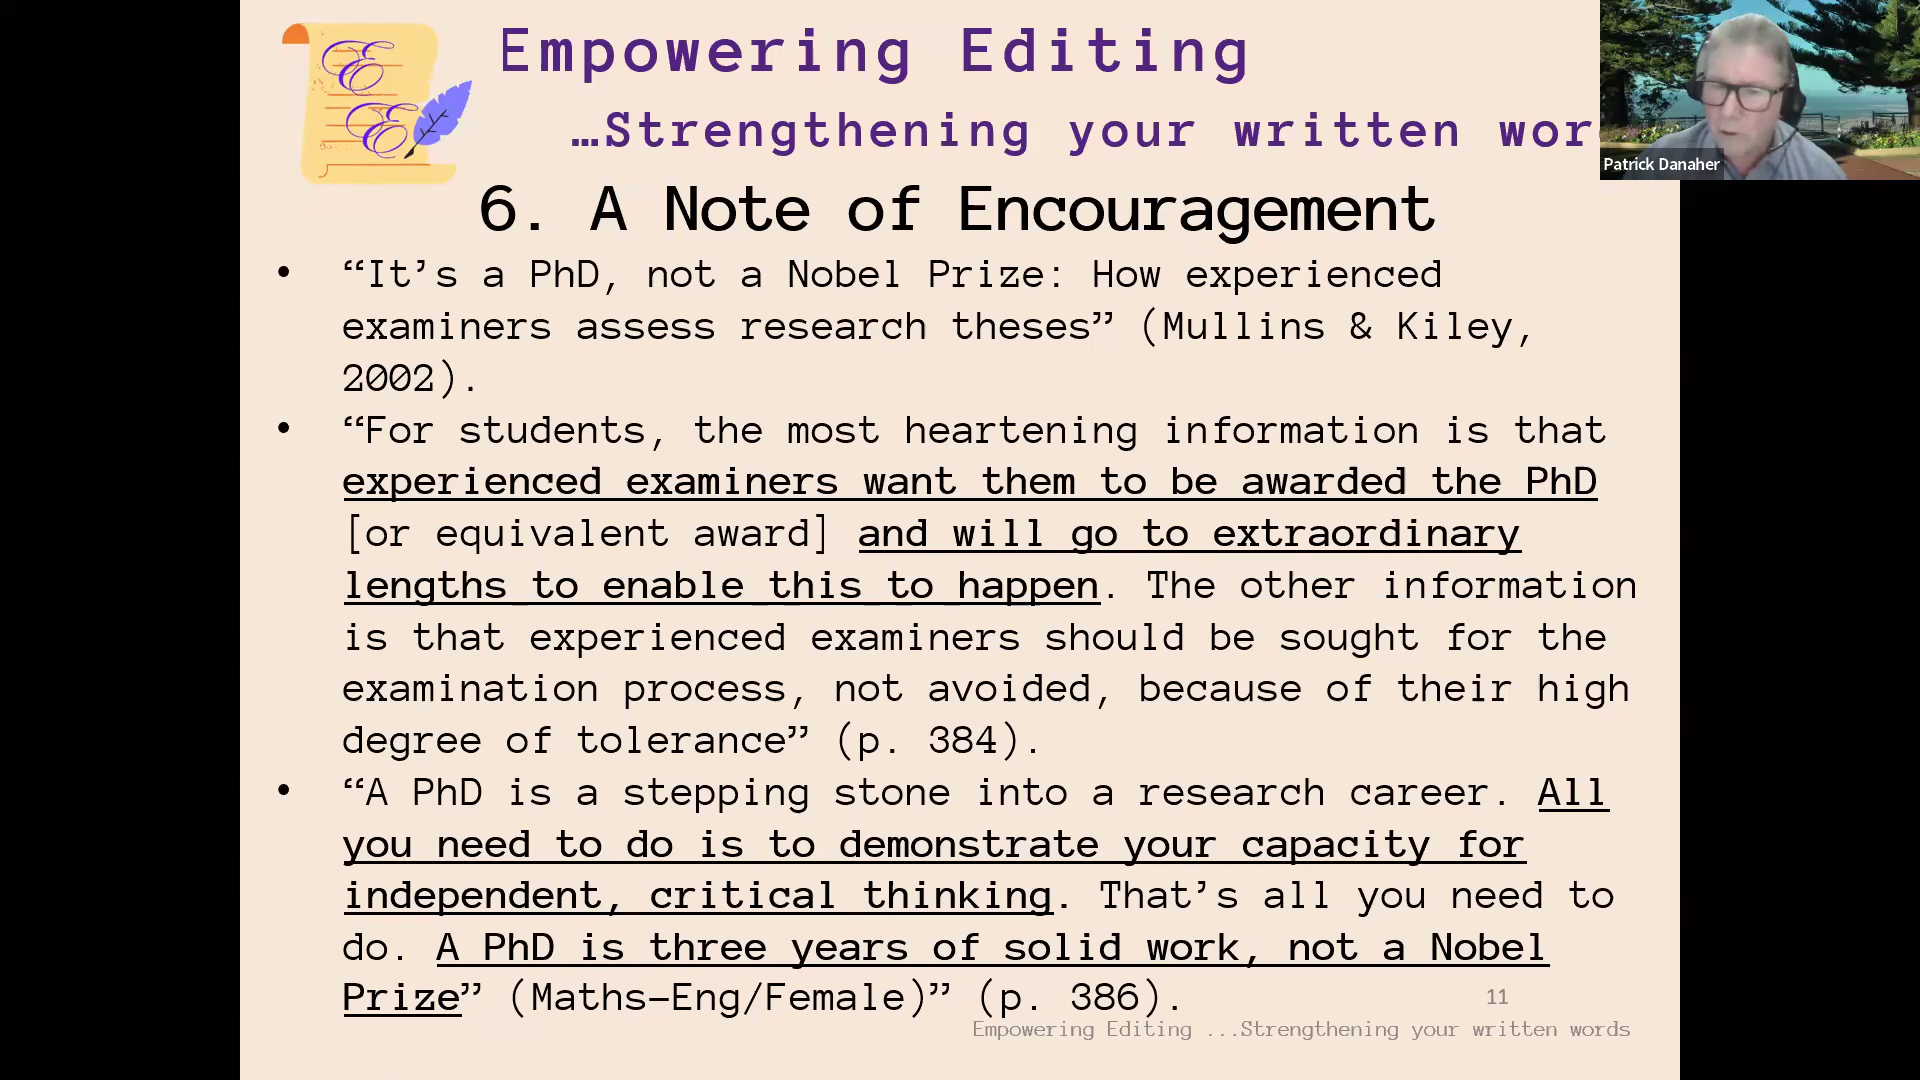 EE
EE
Empowering Editing
…Strengthening your written wor
Patrick Danaher
6. A Note of Encouragement
• “It’s a PhD, not a Nobel Prize: How experienced
examiners assess research theses” (Mullins & Kiley,
2002).
• “For students, the most heartening information is that
experienced examiners want them to be awarded the PhD
[or equivalent award] and will go to extraordinary
lengths to enable this to happen. The other information
is that experienced examiners should be sought for the
examination process, not avoided, because of their high
degree of tolerance” (p. 384).
• “A PhD is a stepping stone into a research career. All
you need to do is to demonstrate your capacity for
independent, critical thinking. That’s all you need to
do. A PhD is three years of solid work, not a Nobel
Prize” (Maths–Eng/Female)” (p. 386).
11
Empowering Editing ...Strengthening your written words